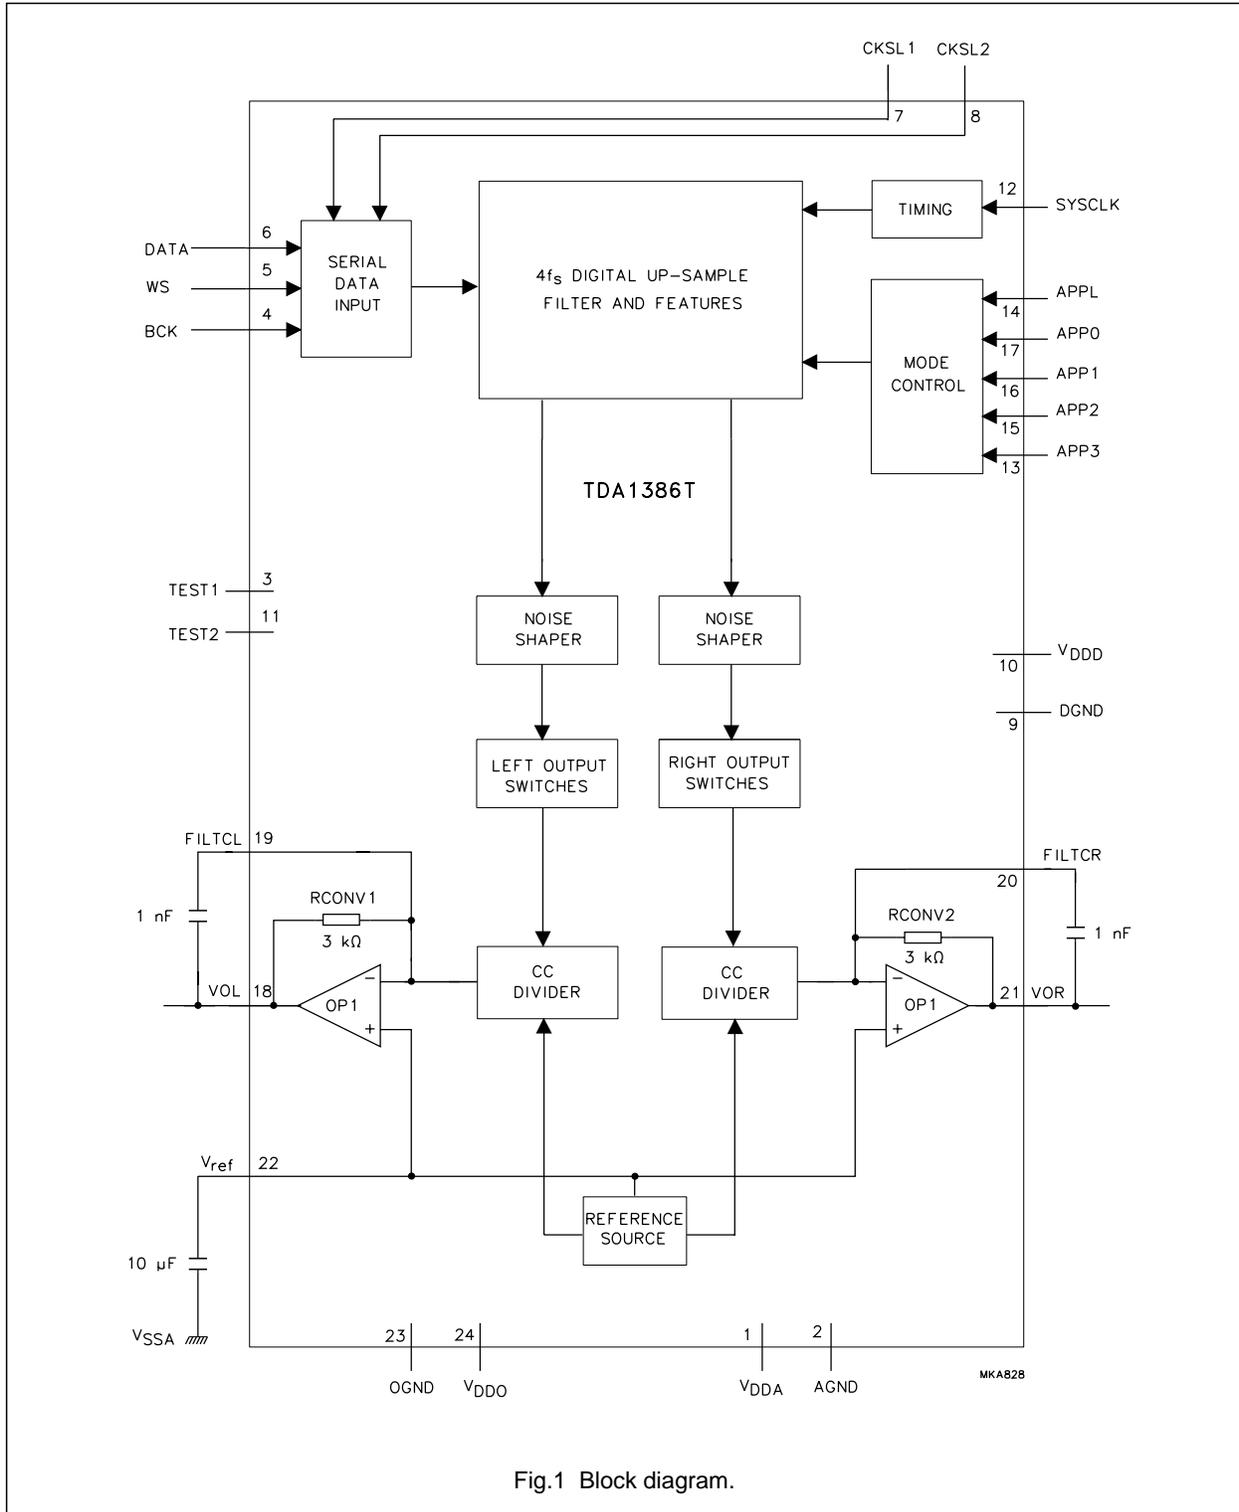 CKSL1 CKSL2
7 8
12
TIMING SYSCLK
DATA 6
WS 5
BCK 4
SERIAL
DATA
INPUT
4fs DIGITAL UP-SAMPLE
FILTER AND FEATURES
MODE
CONTROL
APPL
14
APP0
17
APP1
16
APP2
15
APP3
13
TDA1386T
TEST1 3
TEST2 11
NOISE
SHAPER
NOISE
SHAPER
VDDD
10
DGND
9
LEFT OUTPUT
SWITCHES
RIGHT OUTPUT
SWITCHES
FILTCL 19
FILTCR
20
1 nF
RCONV1
3 kΩ
RCONV2
3 kΩ
1 nF
VOL 18
OP1
−
+
CC
DIVIDER
CC
DIVIDER
−
+
OP1
21 VOR
Vref 22
REFERENCE
SOURCE
10 µF
VSSA
23 24 1 2
OGND VDDO VDDA AGND
MKA828
Fig.1 Block diagram.